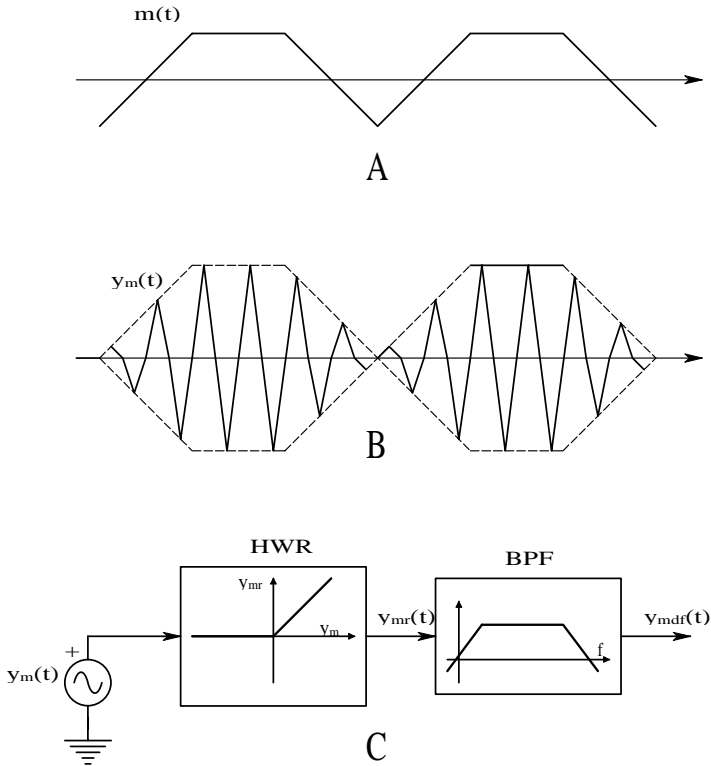 m(t)
A
ym(t)
B
HWR
BPF
ymr
ym
ymr(t)
f
ymdf(t)
+
ym(t)
C